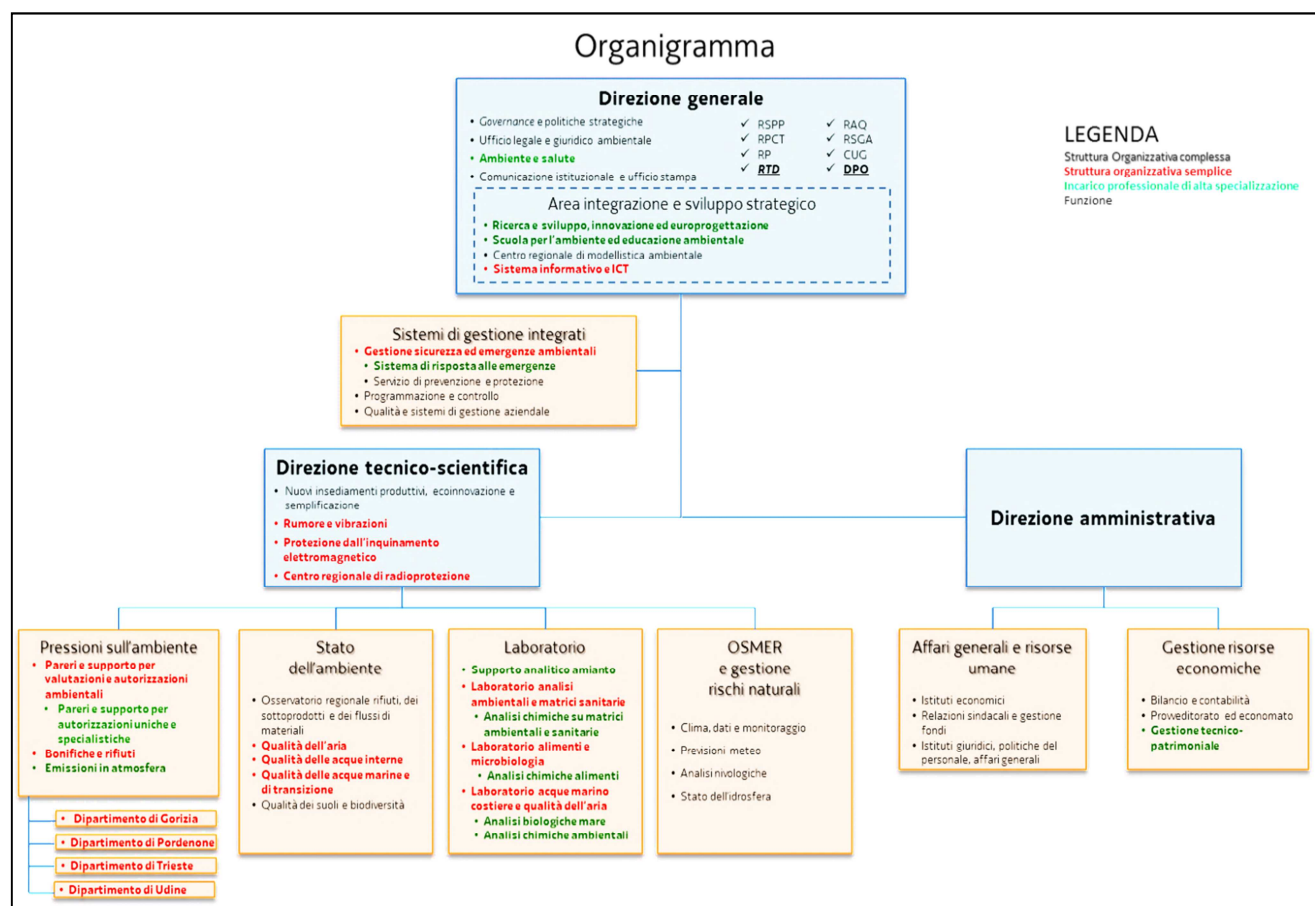 Organigramma
Direzione generale
• Governance e politiche strategiche
• Ufficio legale e giuridico ambientale
• Ambiente e salute
• Comunicazione istituzionale e ufficio stampa
✓ RSPP
✓ RPCT
✓ RP
✓ RTD
✓ RAQ
✓ RSGA
✓ CUG
✓ DPO
Area integrazione e sviluppo strategico
• Ricerca e sviluppo, innovazione ed europrogettazione
• Scuola per l'ambiente ed educazione ambientale
• Centro regionale di modellistica ambientale
• Sistema informativo e ICT
LEGENDA
Struttura Organizzativa complessa
Struttura organizzativa semplice
Incarico professionale di alta specializzazione
Funzione
Sistemi di gestione integrati
• Gestione sicurezza ed emergenze ambientali
• Sistema di risposta alle emergenze
• Servizio di prevenzione e protezione
• Programmazione e controllo
• Qualità e sistemi di gestione aziendale
Direzione tecnico-scientifica
• Nuovi insediamenti produttivi, ecoinnovazione e
semplificazione
• Rumore e vibrazioni
• Protezione dall'inquinamento
elettromagnetico
• Centro regionale di radioprotezione
Direzione amministrativa
Pressioni sull'ambiente
• Pareri e supporto per
valutazioni e autorizzazioni
ambientali
• Pareri e supporto per
autorizzazioni uniche e
specialistiche
• Bonifiche e rifiuti
• Emissioni in atmosfera
• Dipartimento di Gorizia
• Dipartimento di Pordenone
• Dipartimento di Trieste
• Dipartimento di Udine
Stato
dell'ambiente
• Osservatorio regionale rifiuti, dei
sottoprodotti e dei flussi di
materiali
• Qualità dell'aria
• Qualità delle acque interne
• Qualità delle acque marine e
di transizione
• Qualità dei suoli e biodiversità
Laboratorio
• Supporto analitico amianto
• Laboratorio analisi
ambientali e matrici sanitarie
• Analisi chimiche su matrici
ambientali e sanitarie
• Laboratorio alimenti e
microbiologia
• Analisi chimiche alimenti
• Laboratorio acque marino
costiere e qualità dell'aria
• Analisi biologiche mare
• Analisi chimiche ambientali
OSMER
e gestione
rischi naturali
• Clima, dati e monitoraggio
• Previsioni meteo
• Analisi nivologiche
• Stato dell'idrosfera
Affari generali e risorse
umane
• Istituti economici
• Relazioni sindacali e gestione
fondi
• Istituti giuridici, politiche del
personale, affari generali
Gestione risorse
economiche
• Bilancio e contabilità
• Provveditorato ed economato
• Gestione tecnico-
patrimoniale